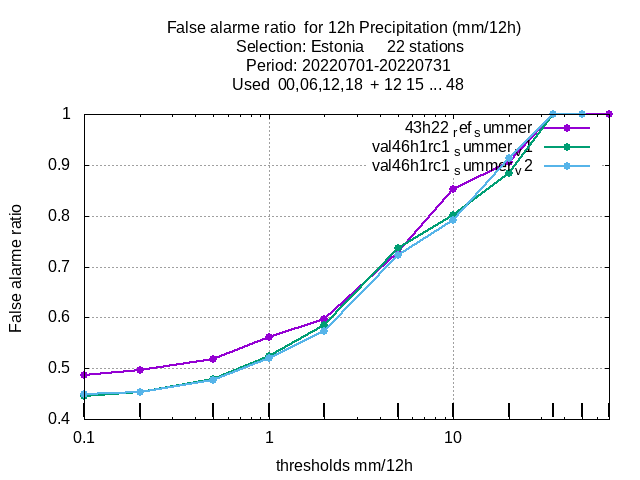 False alarme ratio  for 12h Precipitation (mm/12h)
Selection: Estonia     22 stations
Period: 20220701-20220731
Used  00,06,12,18  + 12 15 ... 48
1
0.9
0.8
0.7
0.6
0.5
0.4
False alarme ratio
43h22 ref summer
val46h1rc1 summer v1
val46h1rc1 summer v2
0.1
1
10
thresholds mm/12h